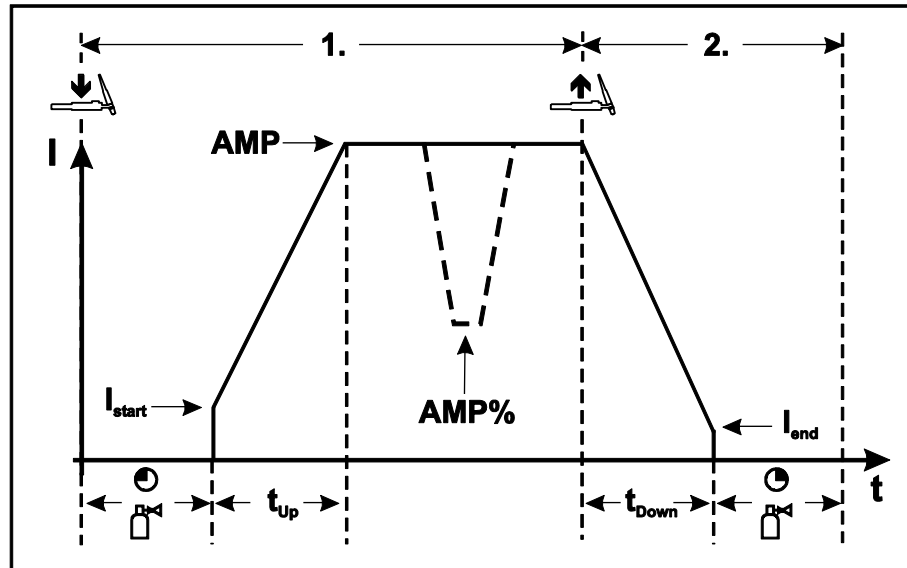 1.
2.
AMP
I
Istart
AMP%
Iend
t
tUp
tDown